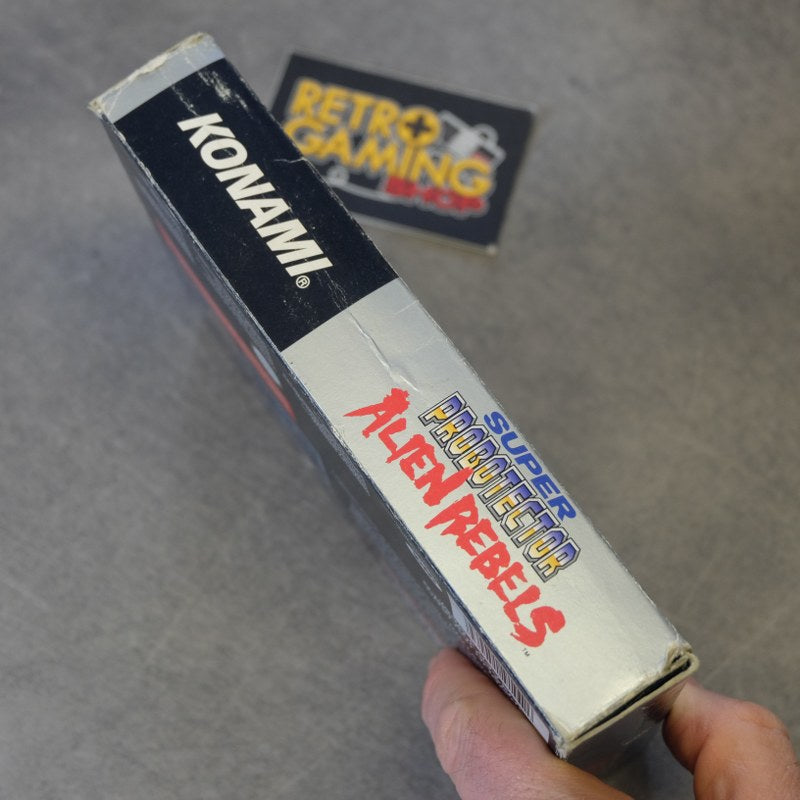 RETRO
GAMING
SHOP
KONAMI®
SUPER
PROBOTECTOR
ALIEN REBELS™